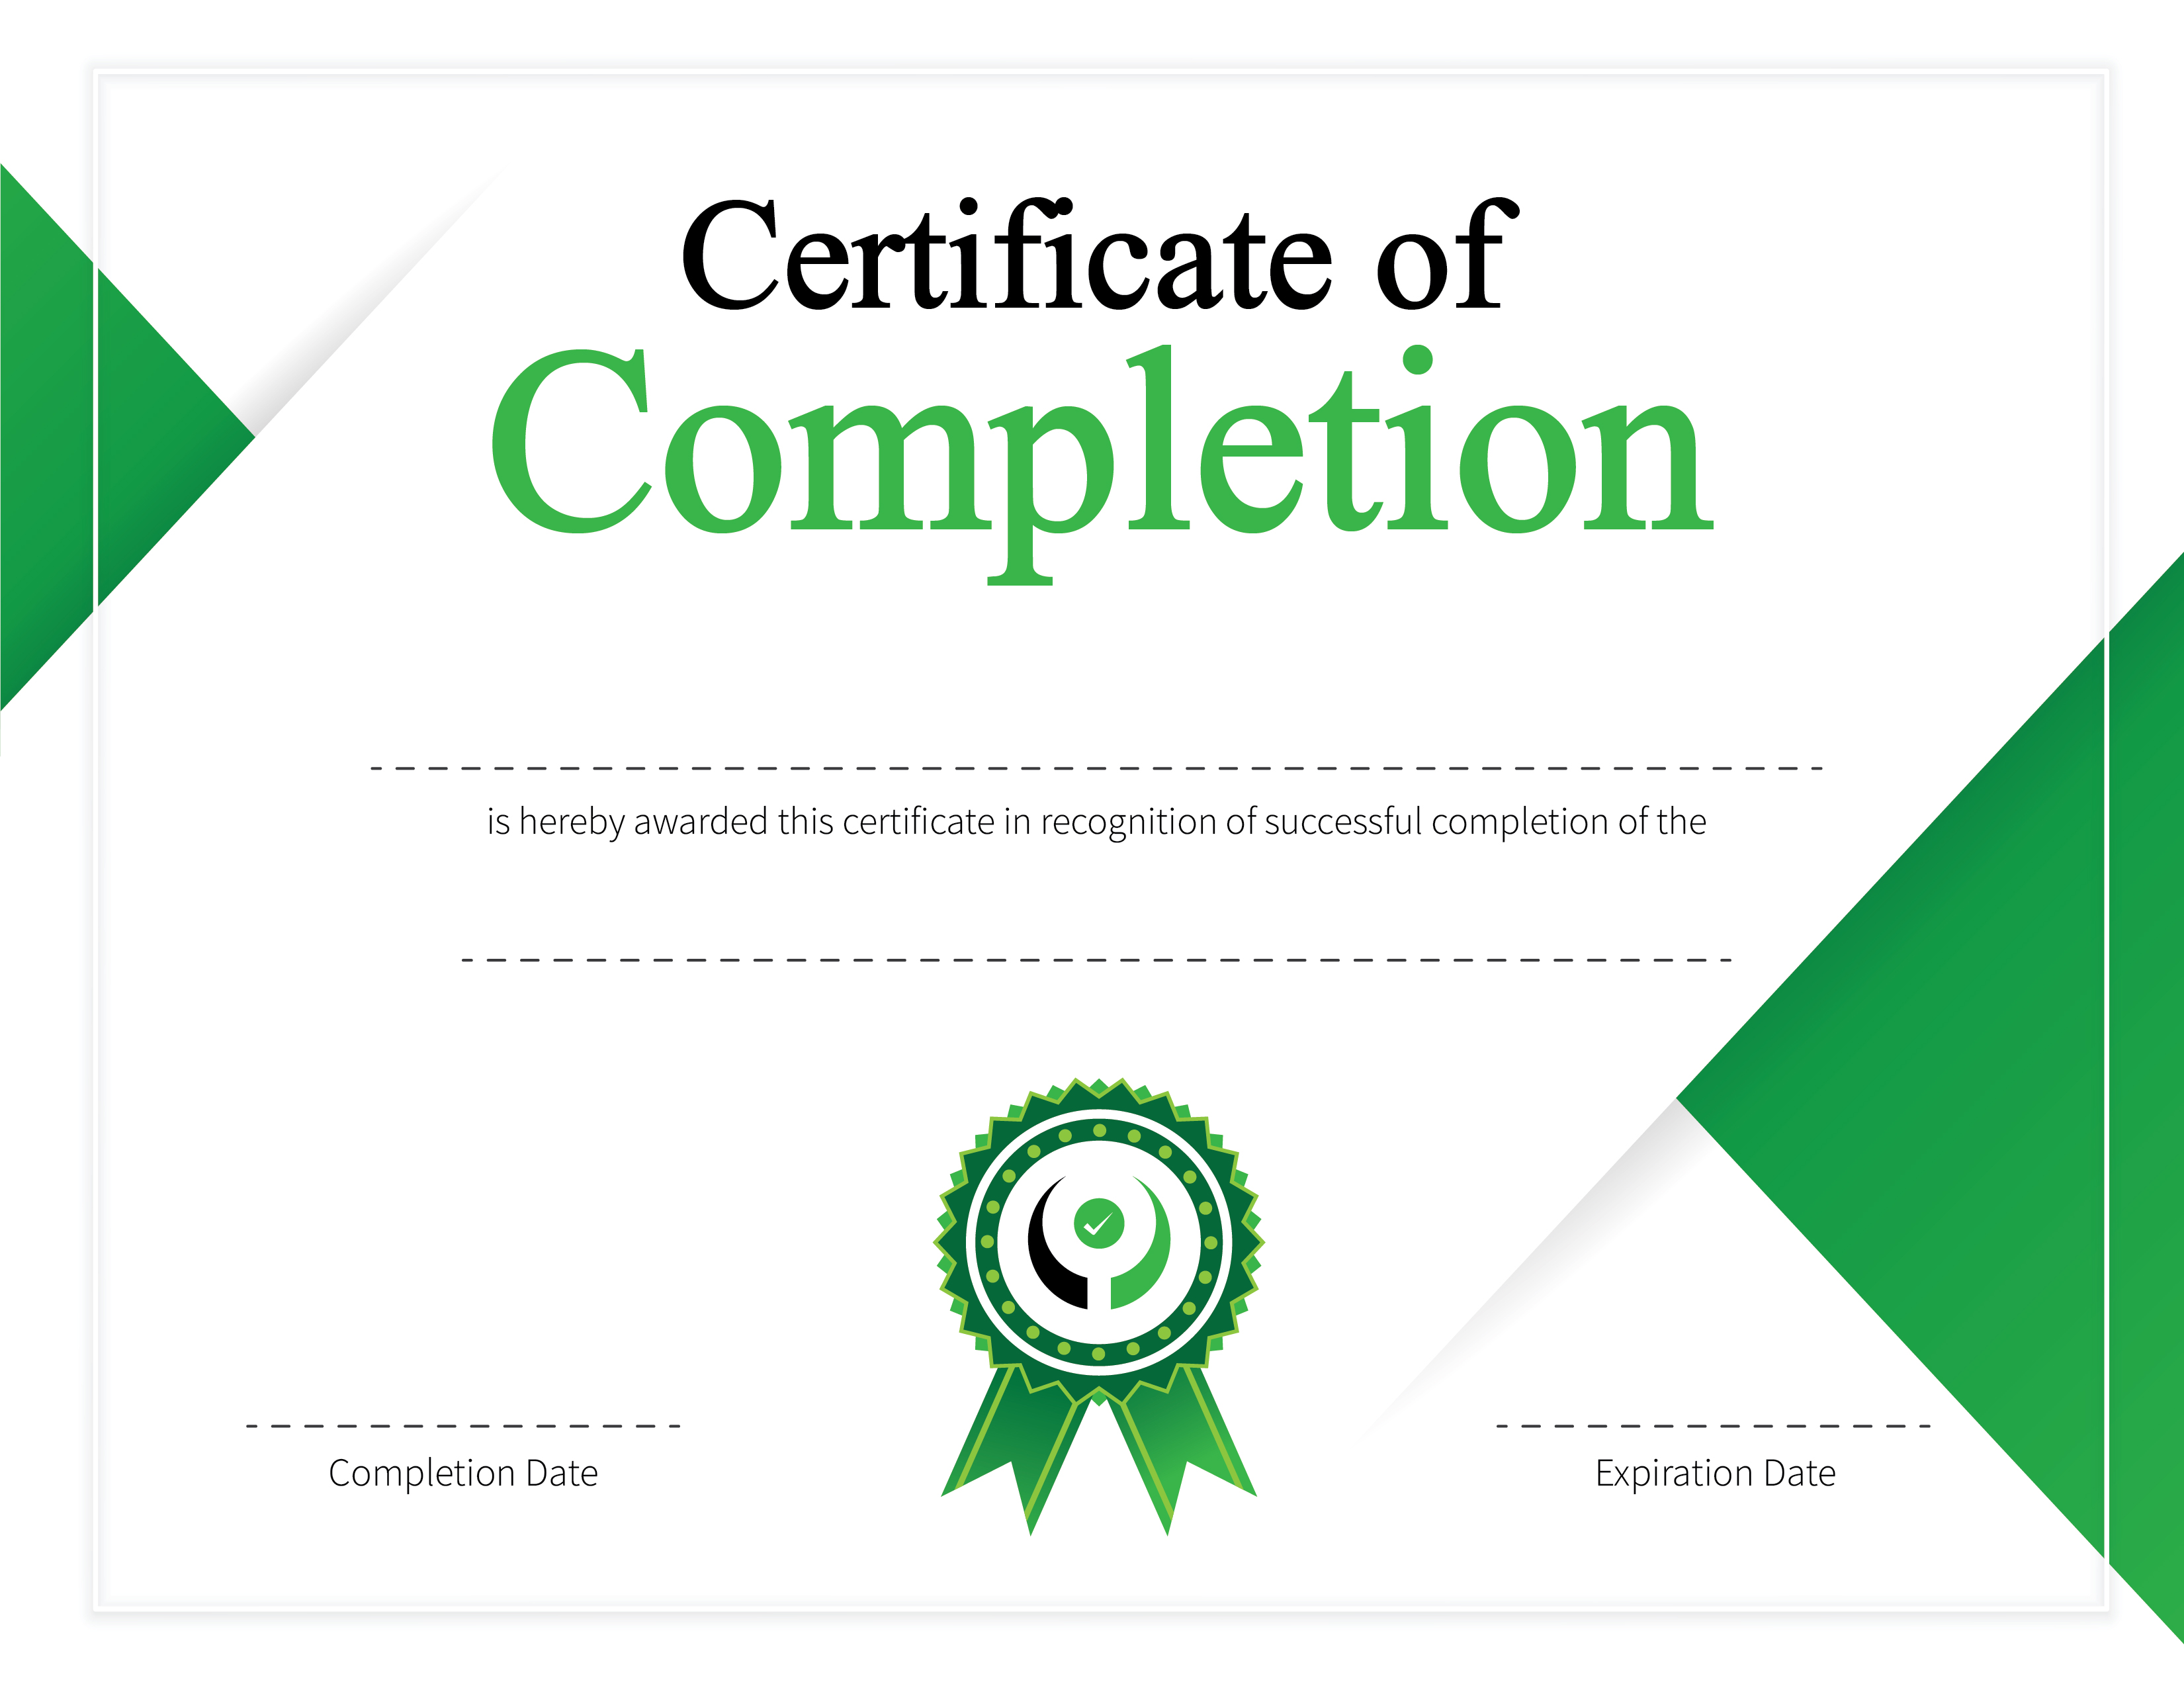 Certificate of
Completion
is hereby awarded this certificate in recognition of successful completion of the
Completion Date
Expiration Date